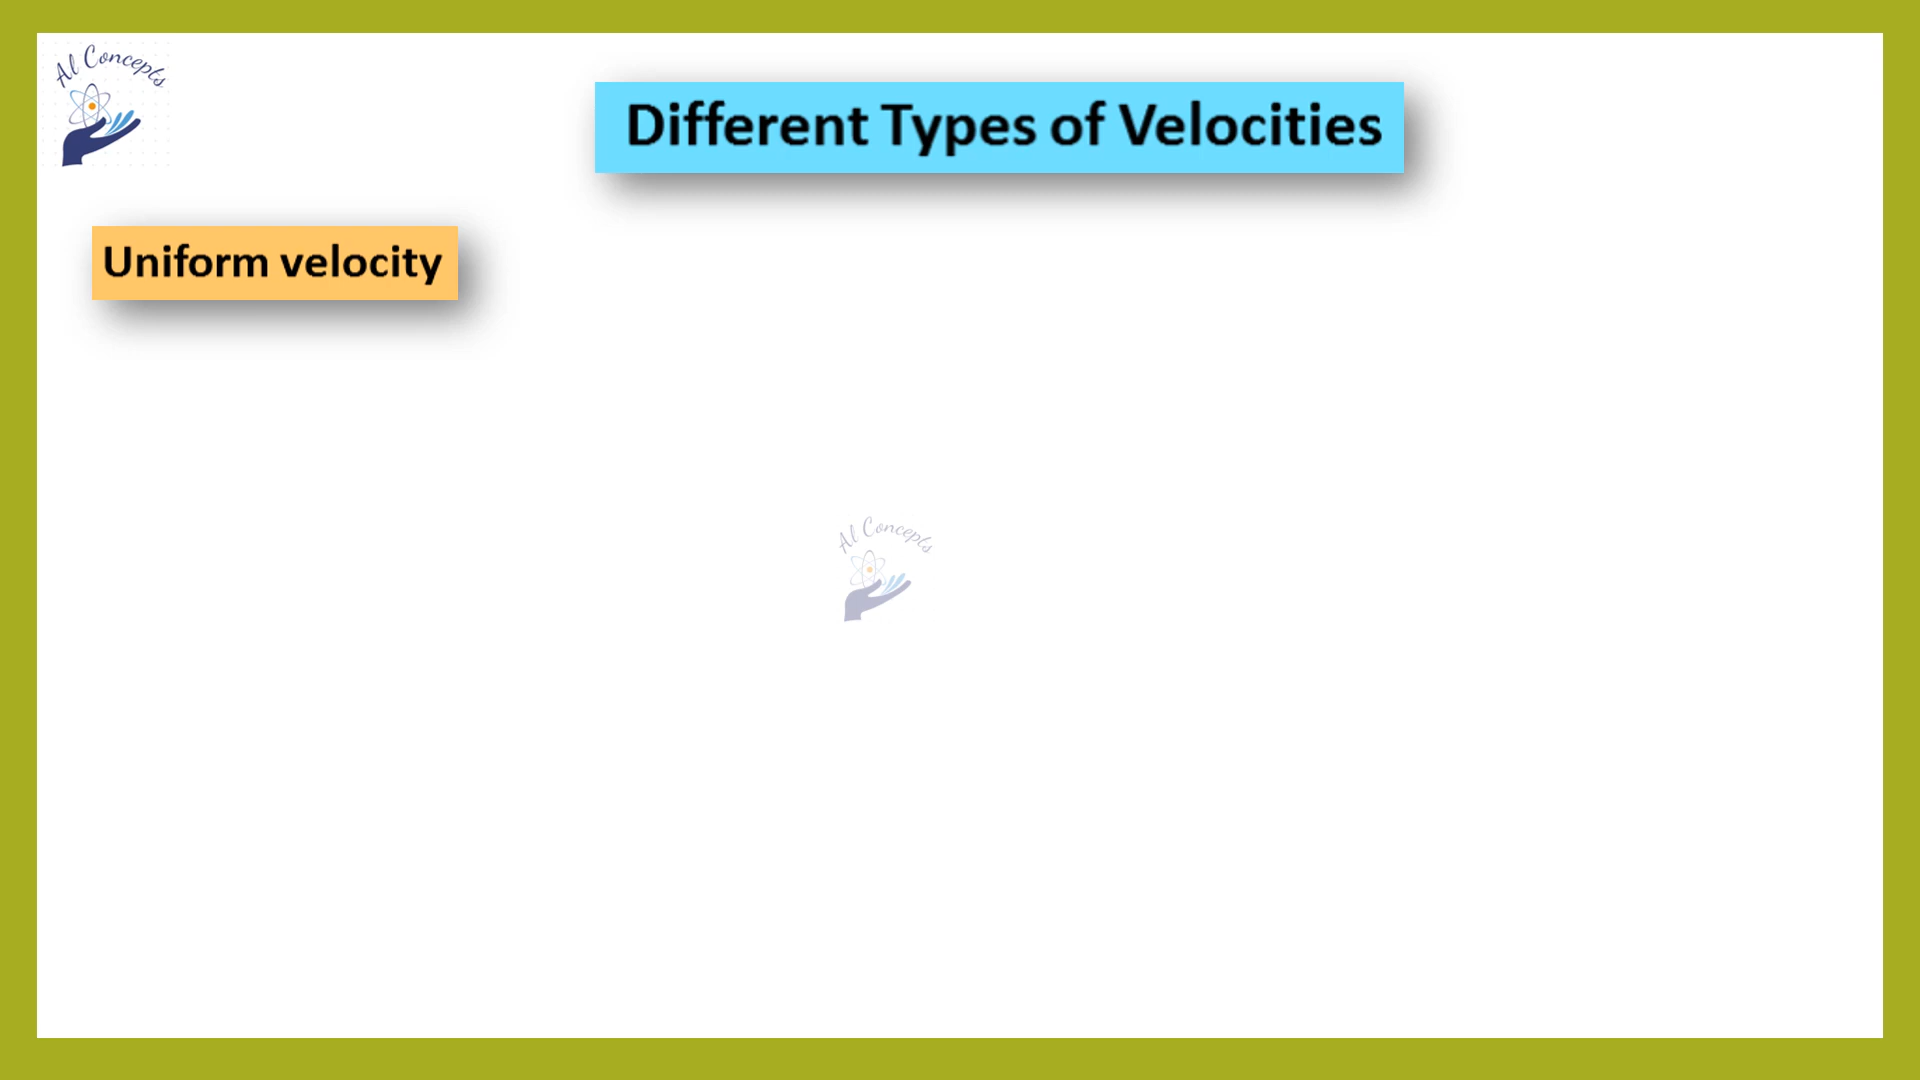 Al Concepts
Different Types of Velocities
Uniform velocity
Al Concepts